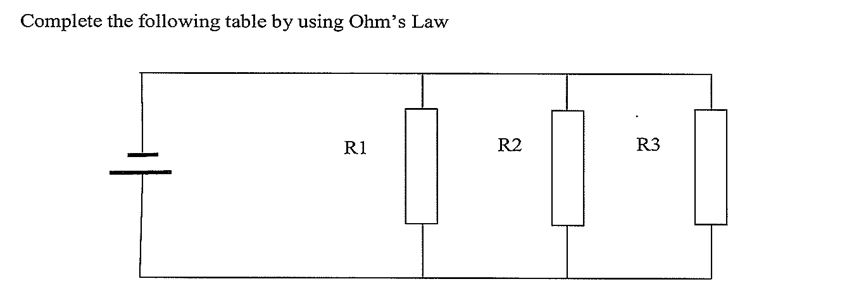 Complete the following table by using Ohm's Law
R1 R2 R3